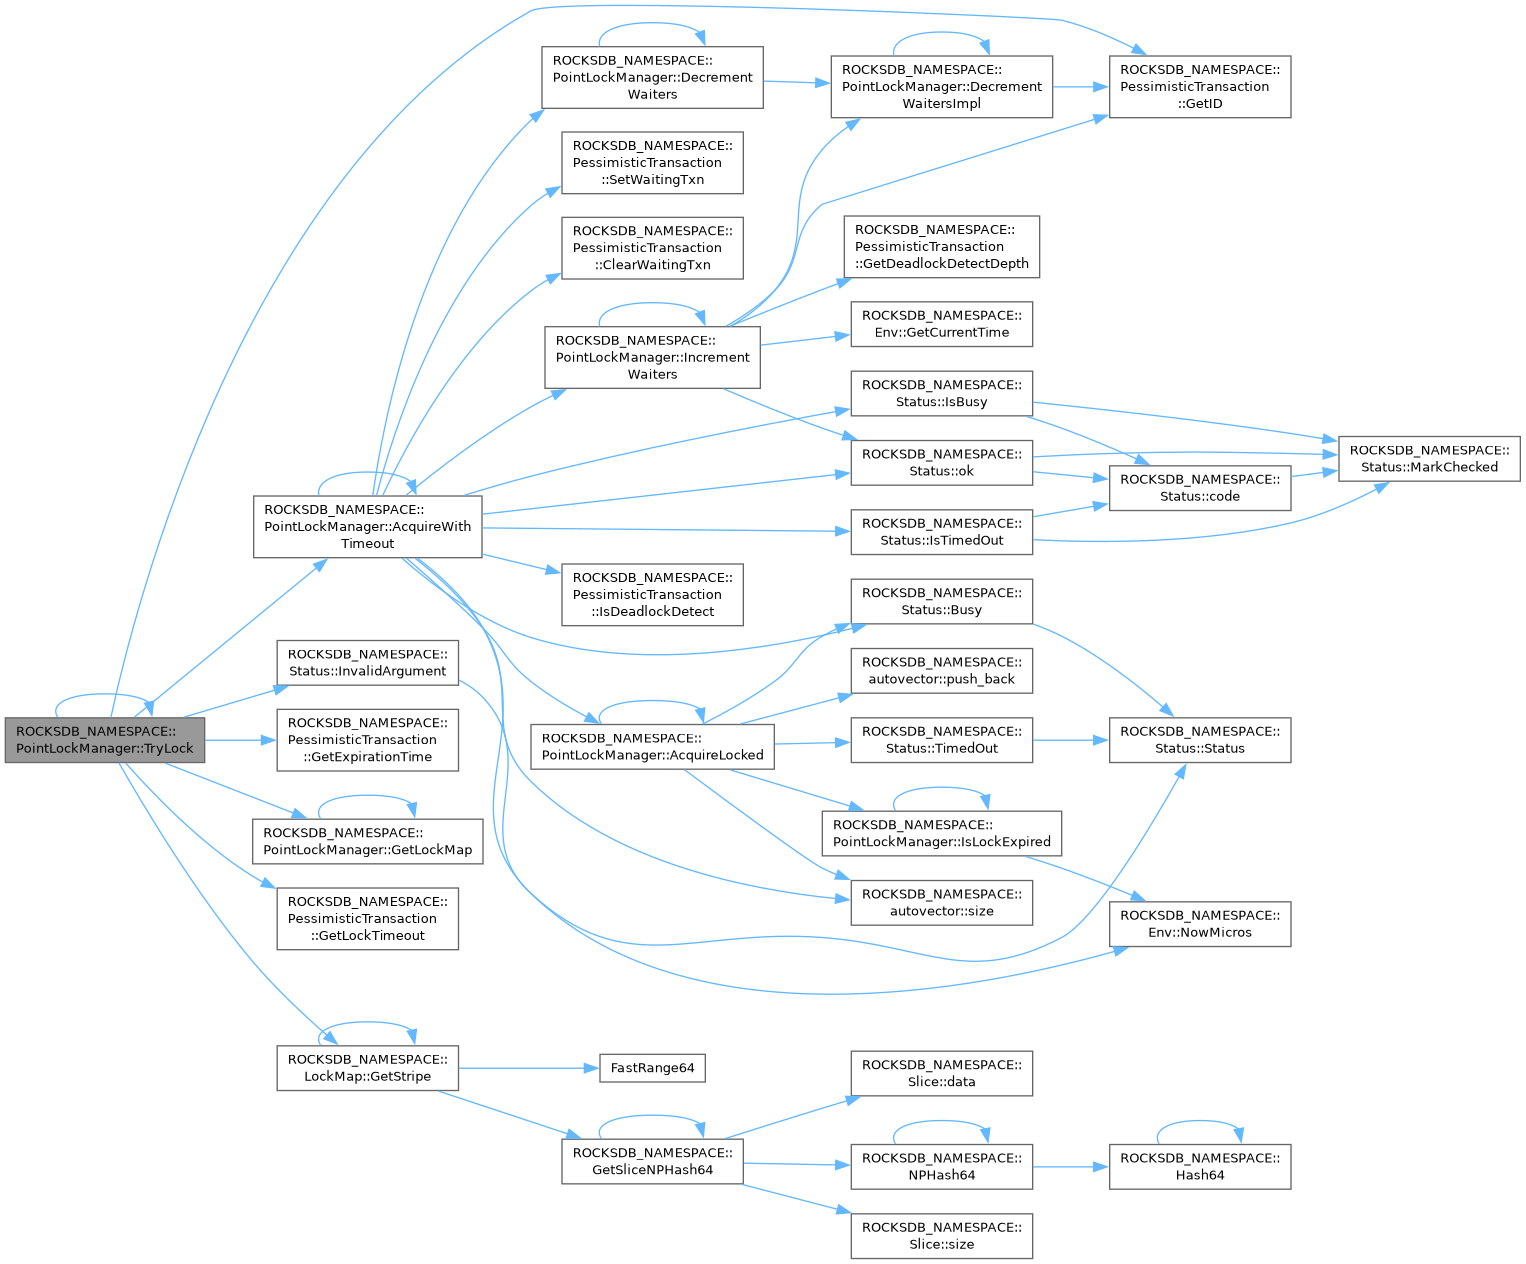 ROCKSDB_NAMESPACE::
PointLockManager::TryLock
ROCKSDB_NAMESPACE::
PointLockManager::AcquireWith
Timeout
ROCKSDB_NAMESPACE::
Status::InvalidArgument
ROCKSDB_NAMESPACE::
PessimisticTransaction
::GetExpirationTime
ROCKSDB_NAMESPACE::
PointLockManager::GetLockMap
ROCKSDB_NAMESPACE::
PessimisticTransaction
::GetLockTimeout
ROCKSDB_NAMESPACE::
LockMap::GetStripe
ROCKSDB_NAMESPACE::
PointLockManager::Decrement
Waiters
ROCKSDB_NAMESPACE::
PessimisticTransaction
::SetWaitingTxn
ROCKSDB_NAMESPACE::
PessimisticTransaction
::ClearWaitingTxn
ROCKSDB_NAMESPACE::
PointLockManager::Increment
Waiters
ROCKSDB_NAMESPACE::
PessimisticTransaction
::IsDeadlockDetect
ROCKSDB_NAMESPACE::
PointLockManager::AcquireLocked
FastRange64
ROCKSDB_NAMESPACE::
GetSliceNPHash64
ROCKSDB_NAMESPACE::
PointLockManager::Decrement
WaitersImpl
ROCKSDB_NAMESPACE::
PessimisticTransaction
::GetDeadlockDetectDepth
ROCKSDB_NAMESPACE::
Env::GetCurrentTime
ROCKSDB_NAMESPACE::
Status::IsBusy
ROCKSDB_NAMESPACE::
Status::ok
ROCKSDB_NAMESPACE::
Status::IsTimedOut
ROCKSDB_NAMESPACE::
Status::Busy
ROCKSDB_NAMESPACE::
autovector::push_back
ROCKSDB_NAMESPACE::
Status::TimedOut
ROCKSDB_NAMESPACE::
PointLockManager::IsLockExpired
ROCKSDB_NAMESPACE::
autovector::size
ROCKSDB_NAMESPACE::
Slice::data
ROCKSDB_NAMESPACE::
NPHash64
ROCKSDB_NAMESPACE::
Slice::size
ROCKSDB_NAMESPACE::
PessimisticTransaction
::GetID
ROCKSDB_NAMESPACE::
Status::code
ROCKSDB_NAMESPACE::
Status::Status
ROCKSDB_NAMESPACE::
Env::NowMicros
ROCKSDB_NAMESPACE::
Hash64
ROCKSDB_NAMESPACE::
Status::MarkChecked